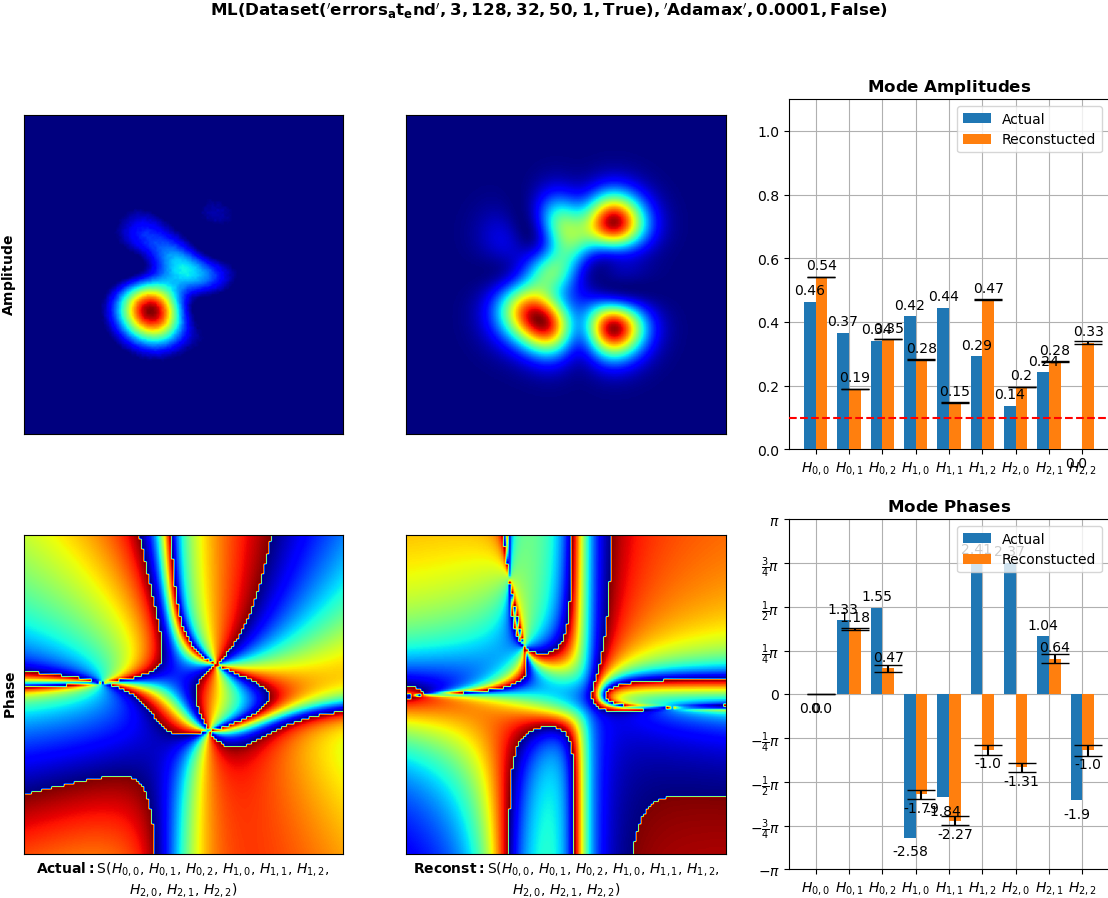 ML(Dataset('errors_at_end', 3, 128, 32, 50, 1, True), 'Adamax', 0.0001, False)
Amplitude
Mode Amplitudes
Actual
Reconstucted
1.0
0.8
0.6
0.4
0.2
0.0
0.46 0.54
0.37 0.19
0.34 0.35
0.42 0.28
0.44 0.15
0.29 0.47
0.14 0.2
0.24 0.28
0.0 0.33
H0,0 H0,1 H0,2 H1,0 H1,1 H1,2 H2,0 H2,1 H2,2
Phase
Mode Phases
Actual
Reconstucted
π
3/4π
1/2π
1/4π
0
−1/4π
−1/2π
−3/4π
−π
0.0 0.0
1.33 1.18
1.55 0.47
-2.58 -1.79
-1.84 -2.27
2.41 -1.0
2.37 -1.31
1.04 0.64
-1.9 -1.0
H0,0 H0,1 H0,2 H1,0 H1,1 H1,2 H2,0 H2,1 H2,2
Actual: S(H0,0, H0,1, H0,2, H1,0, H1,1, H1,2,
H2,0, H2,1, H2,2)
Reconst: S(H0,0, H0,1, H0,2, H1,0, H1,1, H1,2,
H2,0, H2,1, H2,2)